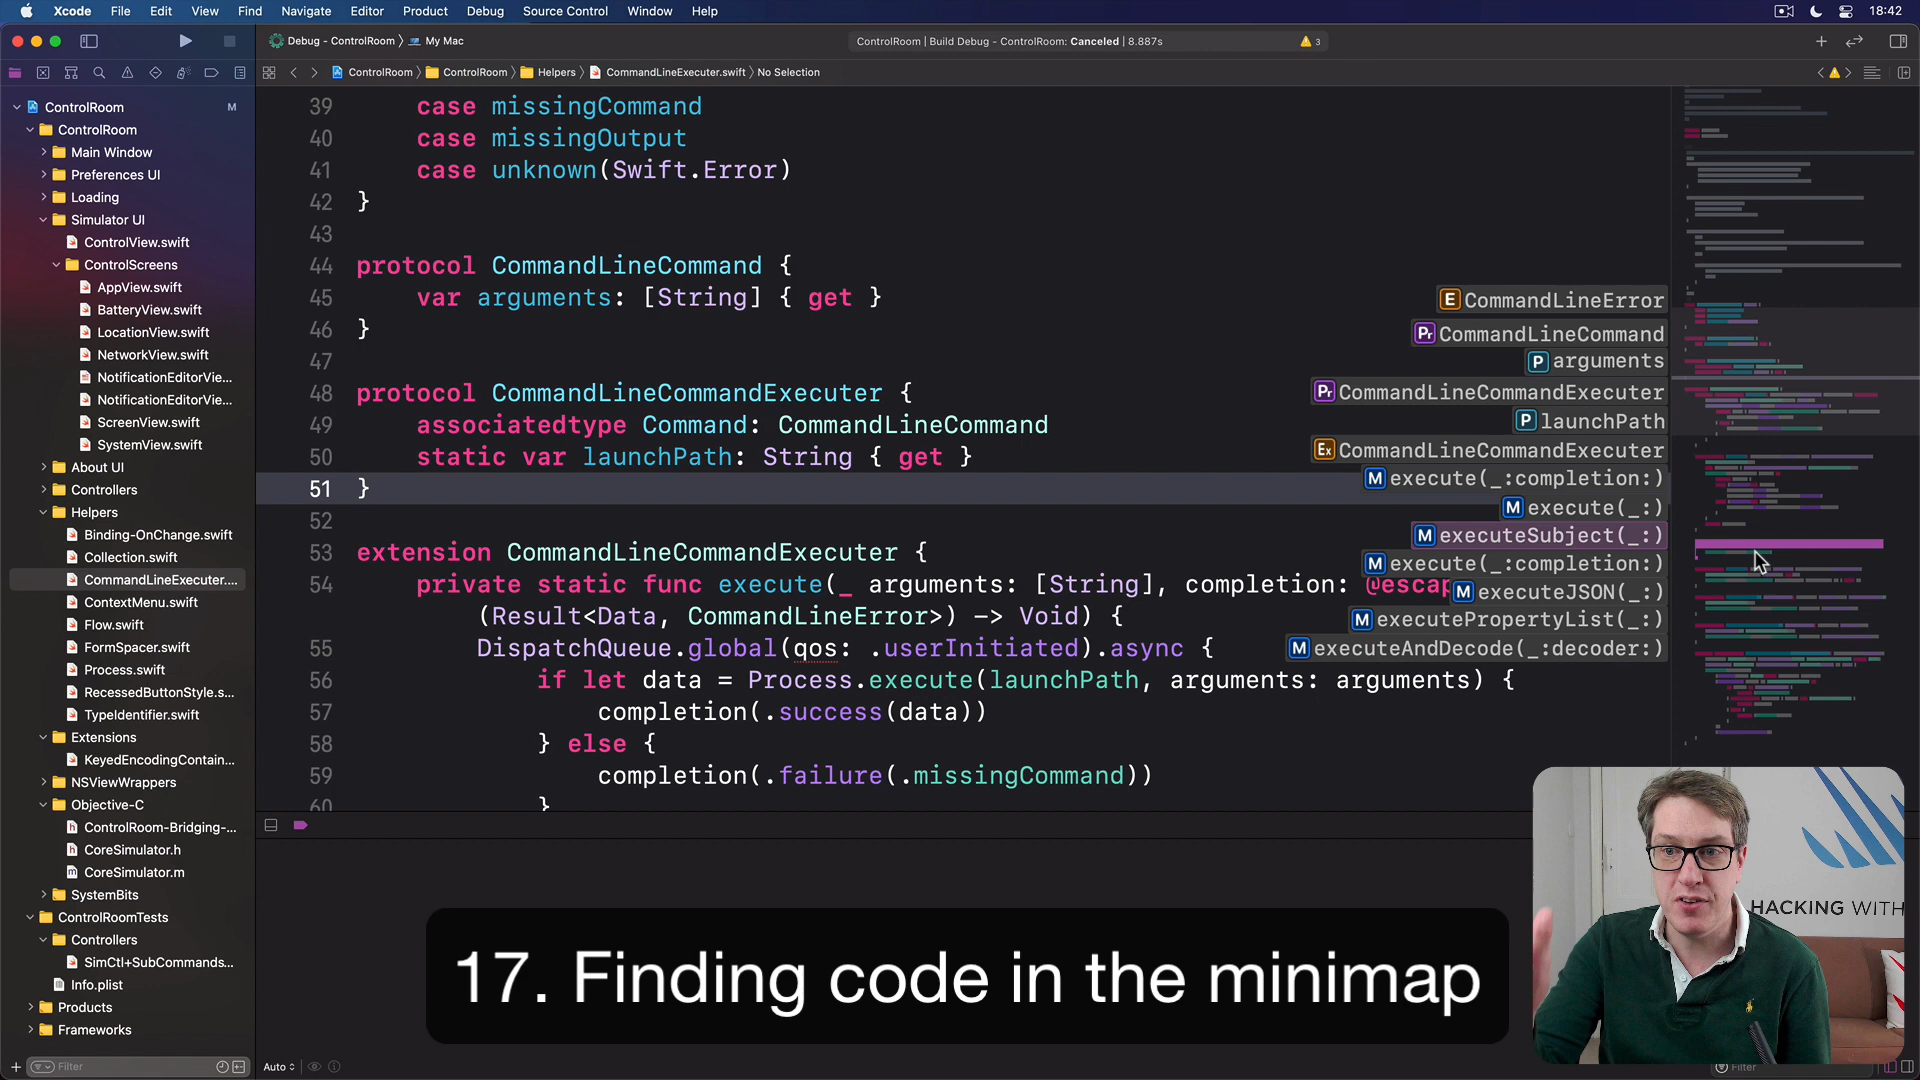 Xcode File Edit View Find Navigate Editor Product Debug Source Control Window Help 18:42
Debug - ControlRoom My Mac
ControlRoom | Build Debug - ControlRoom: Canceled | 8.887s 3
ControlRoom ControlRoom Helpers CommandLineExecuter.swift No Selection
ControlRoom M
ControlRoom
Main Window
Preferences UI
Loading
Simulator UI
ControlView.swift
ControlScreens
AppView.swift
BatteryView.swift
LocationView.swift
NetworkView.swift
NotificationEditorVie...
NotificationEditorVie...
ScreenView.swift
SystemView.swift
About UI
Controllers
Helpers
Binding-OnChange.swift
Collection.swift
CommandLineExecuter....
ContextMenu.swift
Flow.swift
FormSpacer.swift
Process.swift
RecessedButtonStyle.s...
TypeIdentifier.swift
Extensions
KeyedEncodingContain...
NSViewWrappers
Objective-C
ControlRoom-Bridging-...
CoreSimulator.h
CoreSimulator.m
SystemBits
ControlRoomTests
Controllers
SimCtl+SubCommands...
Info.plist
Products
Frameworks
Filter
39 case missingCommand
40 case missingOutput
41 case unknown(Swift.Error)
42 }
43
44 protocol CommandLineCommand {
45 var arguments: [String] { get }
46 }
47
48 protocol CommandLineCommandExecuter {
49 associatedtype Command: CommandLineCommand
50 static var launchPath: String { get }
51 }
52
53 extension CommandLineCommandExecuter {
54 private static func execute(_ arguments: [String], completion: @escap
(Result<Data, CommandLineError>) -> Void) {
55 DispatchQueue.global(qos: .userInitiated).async {
56 if let data = Process.execute(launchPath, arguments: arguments) {
57 completion(.success(data))
58 } else {
59 completion(.failure(.missingCommand))
60 }
E CommandLineError
Pr CommandLineCommand
P arguments
Pr CommandLineCommandExecuter
P launchPath
Ex CommandLineCommandExecuter
M execute(_:completion:)
M execute(_:)
M executeSubject(_:)
M execute(_:completion:)
M executeJSON(_:)
M executePropertyList(_:)
M executeAndDecode(_:decoder:)
17. Finding code in the minimap
HACKING WITH
Auto
Filter